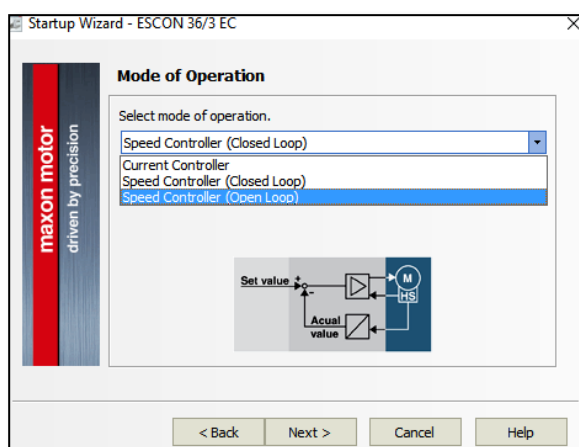 Startup Wizard - ESCON 36/3 EC
maxon motor
driven by precision
Mode of Operation
Select mode of operation.
Speed Controller (Closed Loop)
Current Controller
Speed Controller (Closed Loop)
Speed Controller (Open Loop)
Set value + -
M
HS
Acual
value
< Back Next > Cancel Help